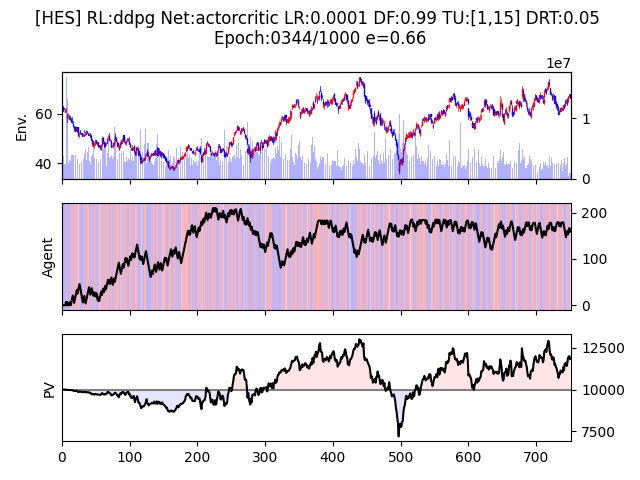 [HES] RL:ddpg Net:actorcritic LR:0.0001 DF:0.99 TU:[1,15] DRT:0.05
Epoch:0344/1000 e=0.66
1e7
Env.
60
40
1
0
Agent
200
100
0
PV
12500
10000
7500
0 100 200 300 400 500 600 700